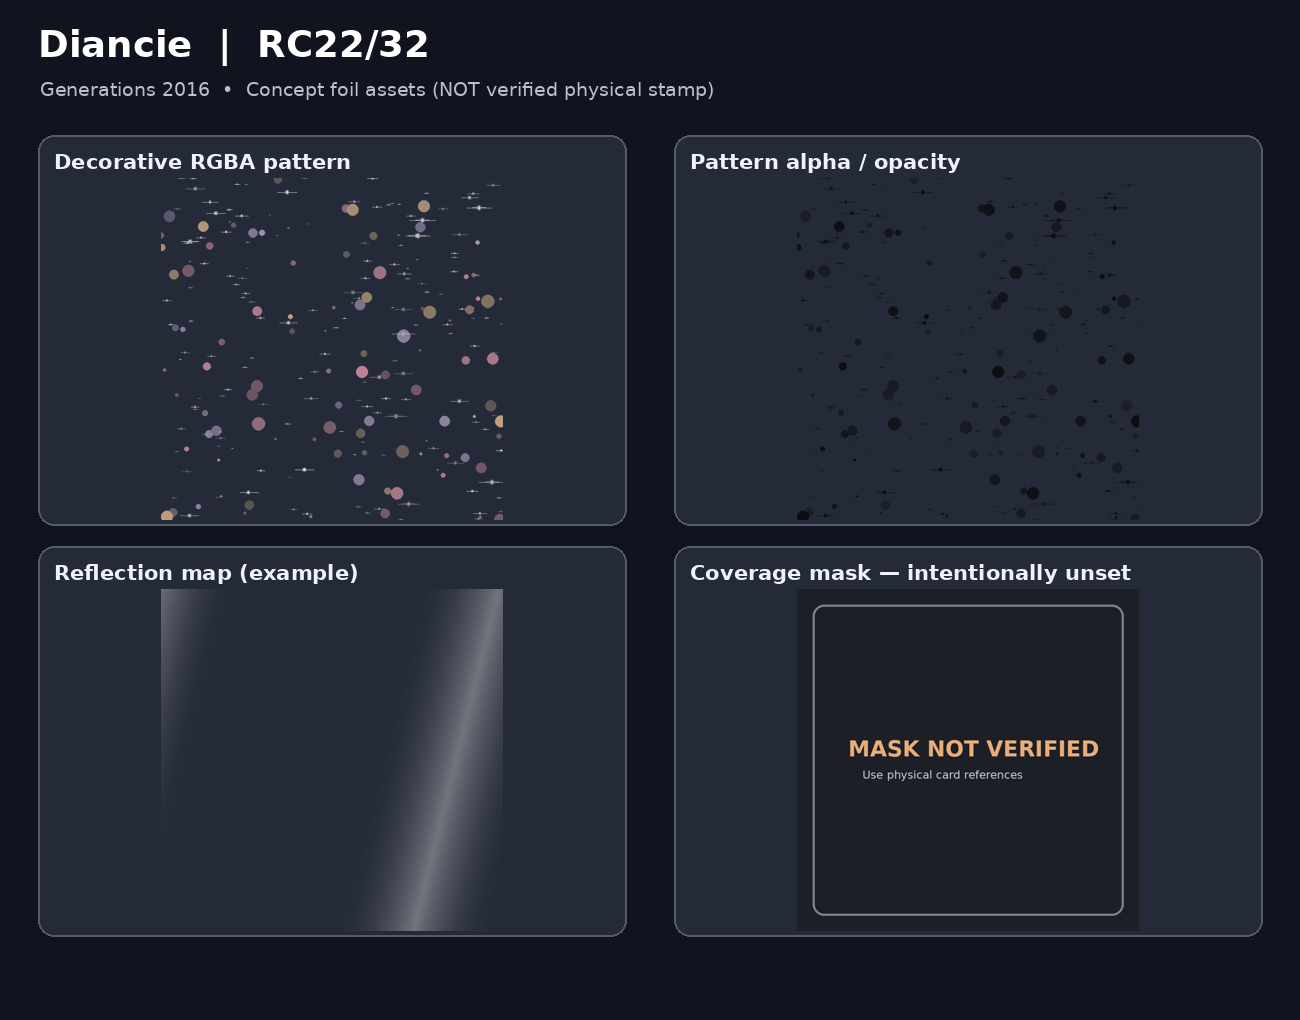 Diancie | RC22/32
Generations 2016 • Concept foil assets (NOT verified physical stamp)
Decorative RGBA pattern
Pattern alpha / opacity
Reflection map (example)
Coverage mask — intentionally unset
MASK NOT VERIFIED
Use physical card references